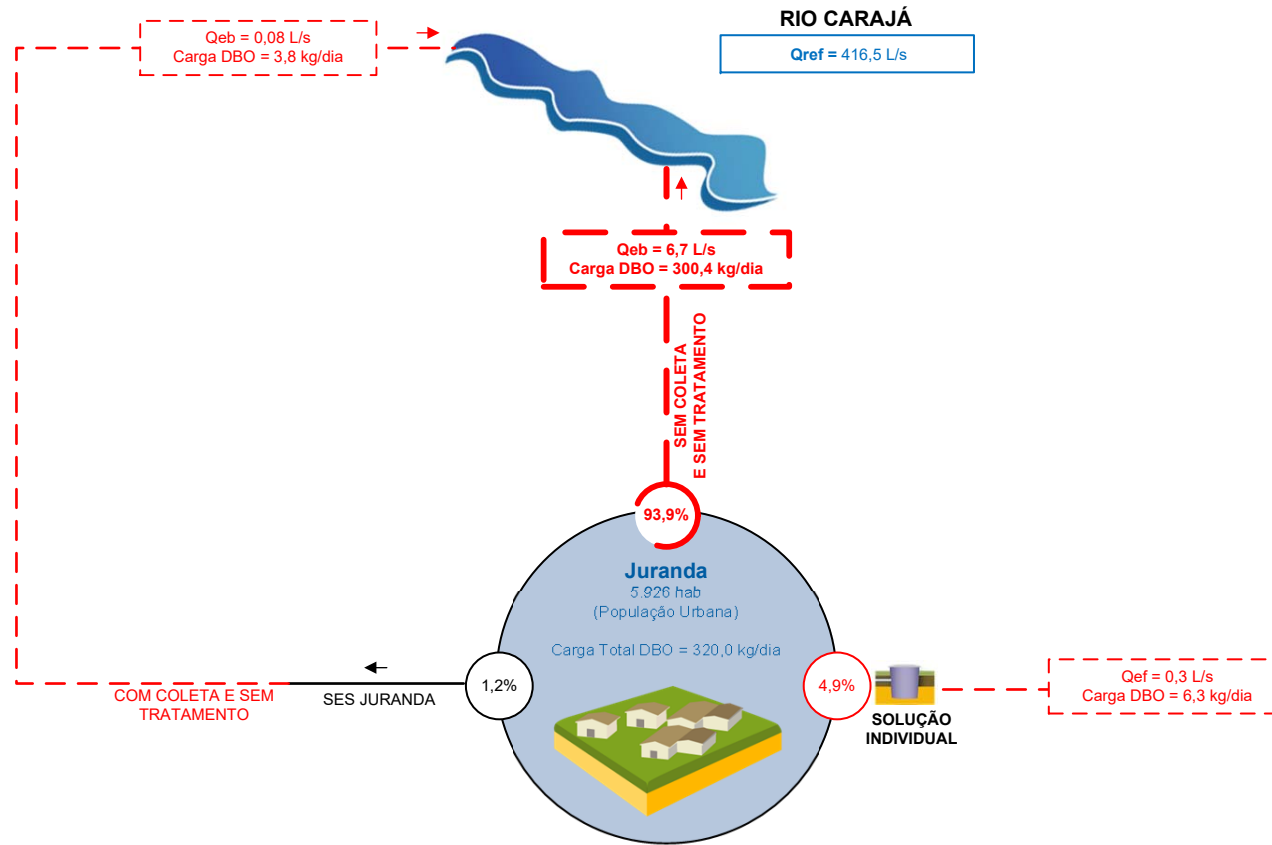 RIO CARAJÁ
Qref = 416,5 L/s
Qeb = 0,08 L/s
Carga DBO = 3,8 kg/dia
Qeb = 6,7 L/s
Carga DBO = 300,4 kg/dia
SEM COLETA
E SEM TRATAMENTO
93,9%
Juranda
5.926 hab
(População Urbana)
Carga Total DBO = 320,0 kg/dia
1,2%
SES JURANDA
COM COLETA E SEM
TRATAMENTO
4,9%
SOLUÇÃO
INDIVIDUAL
Qef = 0,3 L/s
Carga DBO = 6,3 kg/dia